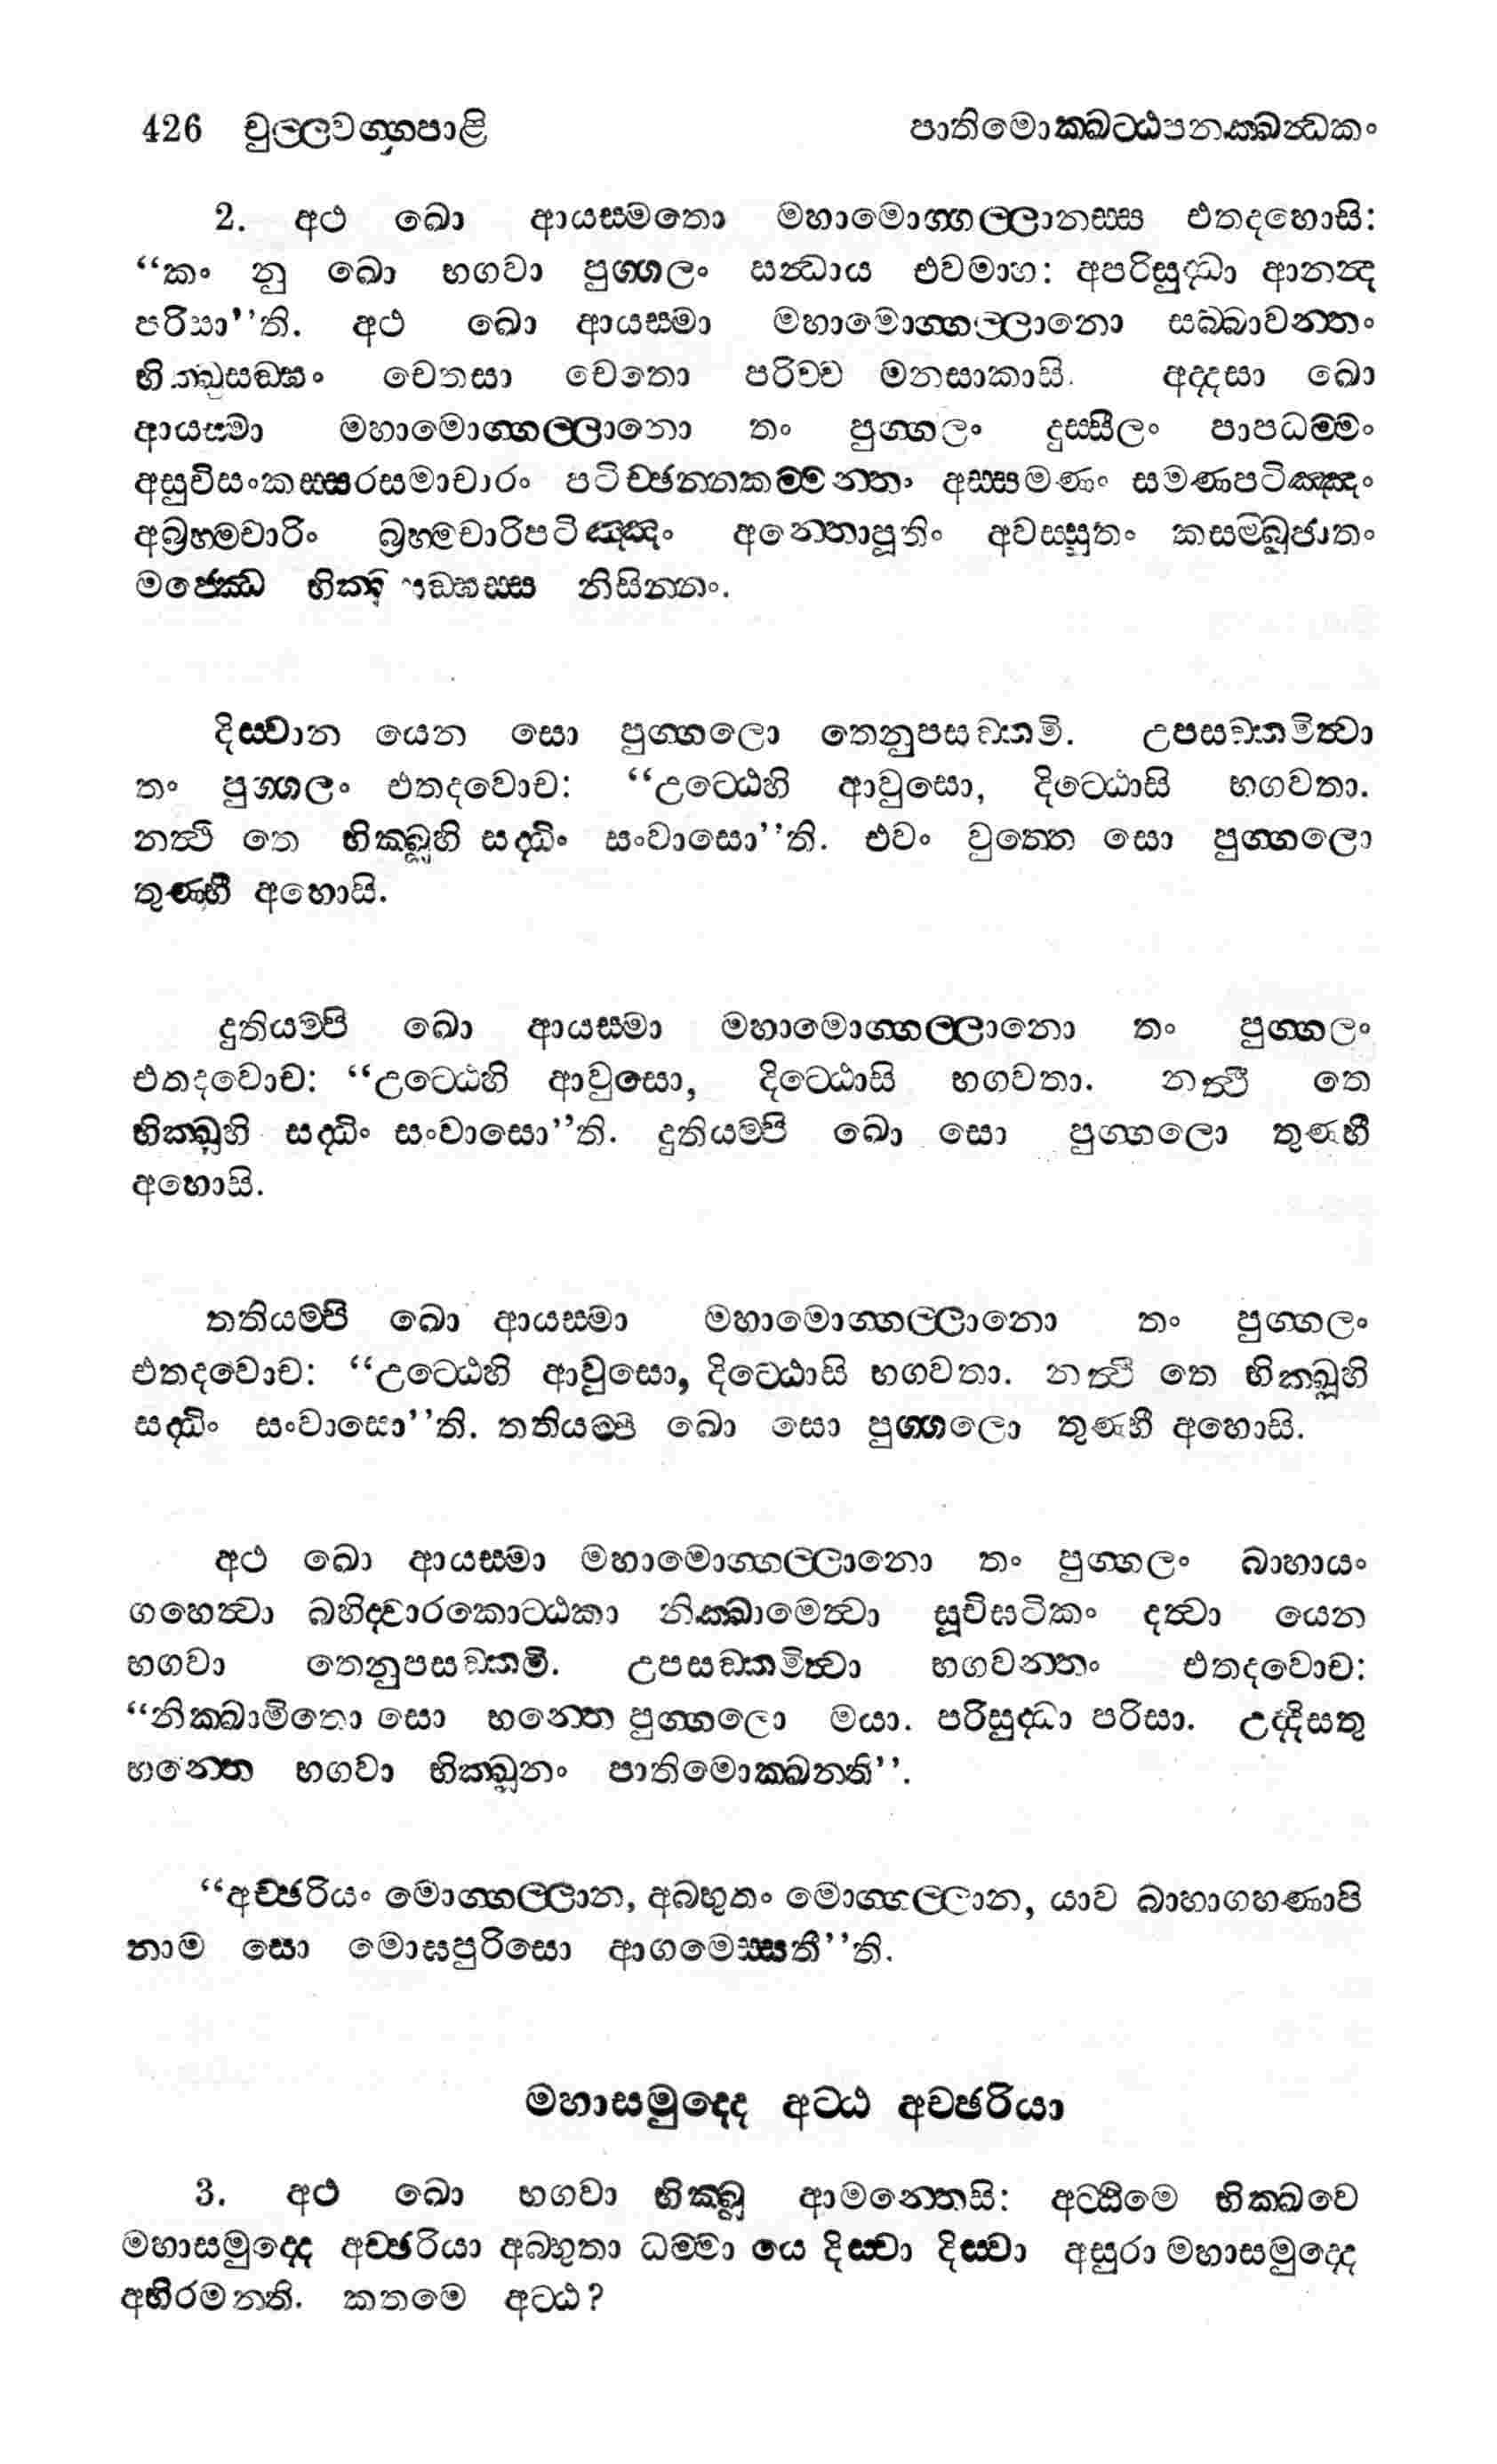 426 චුල්ලවග්ගපාළි පාතිමොක්ඛට්ඨපනක්ඛන්ධකං
2. අථ ඛො ආයස්මතො මහාමොග්ගල්ලානස්ස එතදහොසි:
“කං නු ඛො භගවා පුග්ගලං සන්ධාය එවමාහ: අපරිසුද්ධා ආනන්ද
පරිසා’’ති. අථ ඛො ආයස්මා මහාමොග්ගල්ලානො සබ්බාවන්තං
භික්ඛුසඞ්ඝං චෙතසා චෙතො පරිච්ච මනසාකාසි. අද්දසා ඛො
ආයස්මා මහාමොග්ගල්ලානො තං පුග්ගලං දුස්සීලං පාපධම්මං
අසුචිසංකස්සරසමාචාරං පටිච්ඡන්නකම්මන්තං අස්සමණං සමණපටිඤ්ඤං
අබ්‍රහ්මචාරිං බ්‍රහ්මචාරිපටිඤ්ඤං අන්තොපූතිං අවස්සුතං කසම්බුජාතං
මජ්ඣෙ භික්ඛුසඞ්ඝස්ස නිසින්නං.
දිස්වාන යෙන සො පුග්ගලො තෙනුපසඞ්කමි. උපසඞ්කමිත්වා
තං පුග්ගලං එතදවොච: “උට්ඨෙහි ආවුසො, දිට්ඨොසි භගවතා.
නත්ථි තෙ භික්ඛූහි සද්ධිං සංවාසො’’ති. එවං වුත්තෙ සො පුග්ගලො
තුණ්හී අහොසි.
දුතියම්පි ඛො ආයස්මා මහාමොග්ගල්ලානො තං පුග්ගලං
එතදවොච: “උට්ඨෙහි ආවුසො, දිට්ඨොසි භගවතා. නත්ථි තෙ
භික්ඛූහි සද්ධිං සංවාසො’’ති. දුතියම්පි ඛො සො පුග්ගලො තුණ්හී
අහොසි.
තතියම්පි ඛො ආයස්මා මහාමොග්ගල්ලානො තං පුග්ගලං
එතදවොච: “උට්ඨෙහි ආවුසො, දිට්ඨොසි භගවතා. නත්ථි තෙ භික්ඛූහි
සද්ධිං සංවාසො’’ති. තතියම්පි ඛො සො පුග්ගලො තුණ්හී අහොසි.
අථ ඛො ආයස්මා මහාමොග්ගල්ලානො තං පුග්ගලං බාහායං
ගහෙත්වා බහිද්වාරකොට්ඨකා නික්ඛාමෙත්වා සූචිඝටිකං දත්වා යෙන
භගවා තෙනුපසඞ්කමි. උපසඞ්කමිත්වා භගවන්තං එතදවොච:
“නික්ඛාමිතො සො භන්තෙ පුග්ගලො මයා. පරිසුද්ධා පරිසා. උද්දිසතු
භන්තෙ භගවා භික්ඛූනං පාතිමොක්ඛන්ති’’.
“අච්ඡරියං මොග්ගල්ලාන, අබ්භුතං මොග්ගල්ලාන, යාව බාහාගහණාපි
නාම සො මොඝපුරිසො ආගමෙස්සතී’’ති.
මහාසමුද්දෙ අට්ඨ අච්ඡරියා
3. අථ ඛො භගවා භික්ඛූ ආමන්තෙසි: අට්ඨිමෙ භික්ඛවෙ
මහාසමුද්දෙ අච්ඡරියා අබ්භුතා ධම්මා යෙ දිස්වා දිස්වා අසුරා මහාසමුද්දෙ
අභිරමන්ති. කතමෙ අට්ඨ?